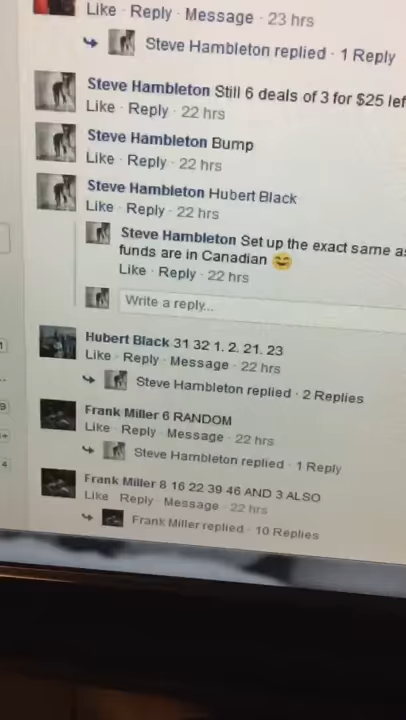 Like · Reply · Message · 23 hrs
Steve Hambleton replied · 1 Reply
Steve Hambleton Still 6 deals of 3 for $25 lef
Like · Reply · 22 hrs
Steve Hambleton Bump
Like · Reply · 22 hrs
Steve Hambleton Hubert Black
Like · Reply · 22 hrs
Steve Hambleton Set up the exact same as
funds are in Canadian 😊
Like · Reply · 22 hrs
Write a reply...
Hubert Black 31 32 1. 2. 21. 23
Like · Reply · Message · 22 hrs
Steve Hambleton replied · 2 Replies
Frank Miller 6 RANDOM
Like · Reply · Message · 22 hrs
Steve Hambleton replied · 1 Reply
Frank Miller 8 16 22 39 46 AND 3 ALSO
Like · Reply · Message · 22 hrs
Frank Miller replied · 10 Replies